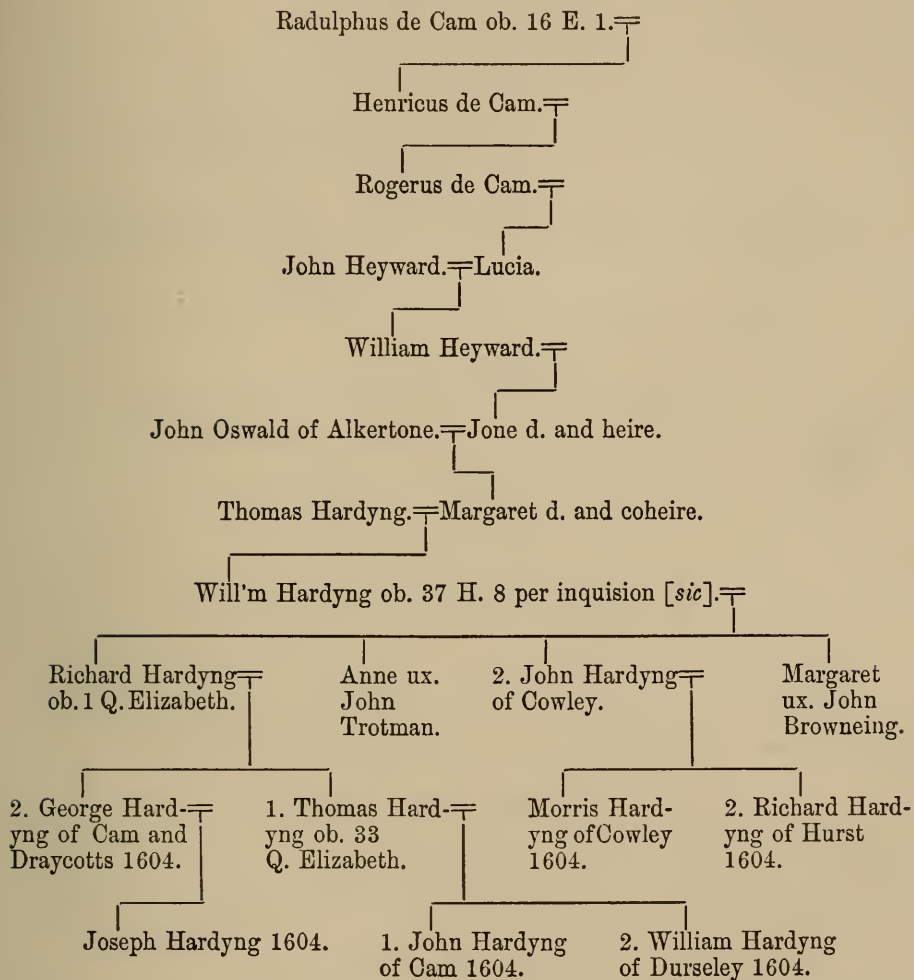 Radulphus de Cam ob. 16 E. 1.
Henricus de Cam.
Rogerus de Cam.
John Heyward. Lucia.
William Heyward.
John Oswald of Alkertone. Jone d. and heire.
Thomas Hardyng. Margaret d. and coheire.
Will'm Hardyng ob. 37 H. 8 per inquision [sic].
Richard Hardyng
ob. 1 Q. Elizabeth.
Anne ux.
John
Trotman.
2. John Hardyng
of Cowley.
Margaret
ux. John
Browneing.
2. George Hard-
yng of Cam and
Draycotts 1604.
1. Thomas Hard-
yng ob. 33
Q. Elizabeth.
Morris Hard-
yng of Cowley
1604.
2. Richard Hard-
yng of Hurst
1604.
Joseph Hardyng 1604.
1. John Hardyng
of Cam 1604.
2. William Hardyng
of Durseley 1604.